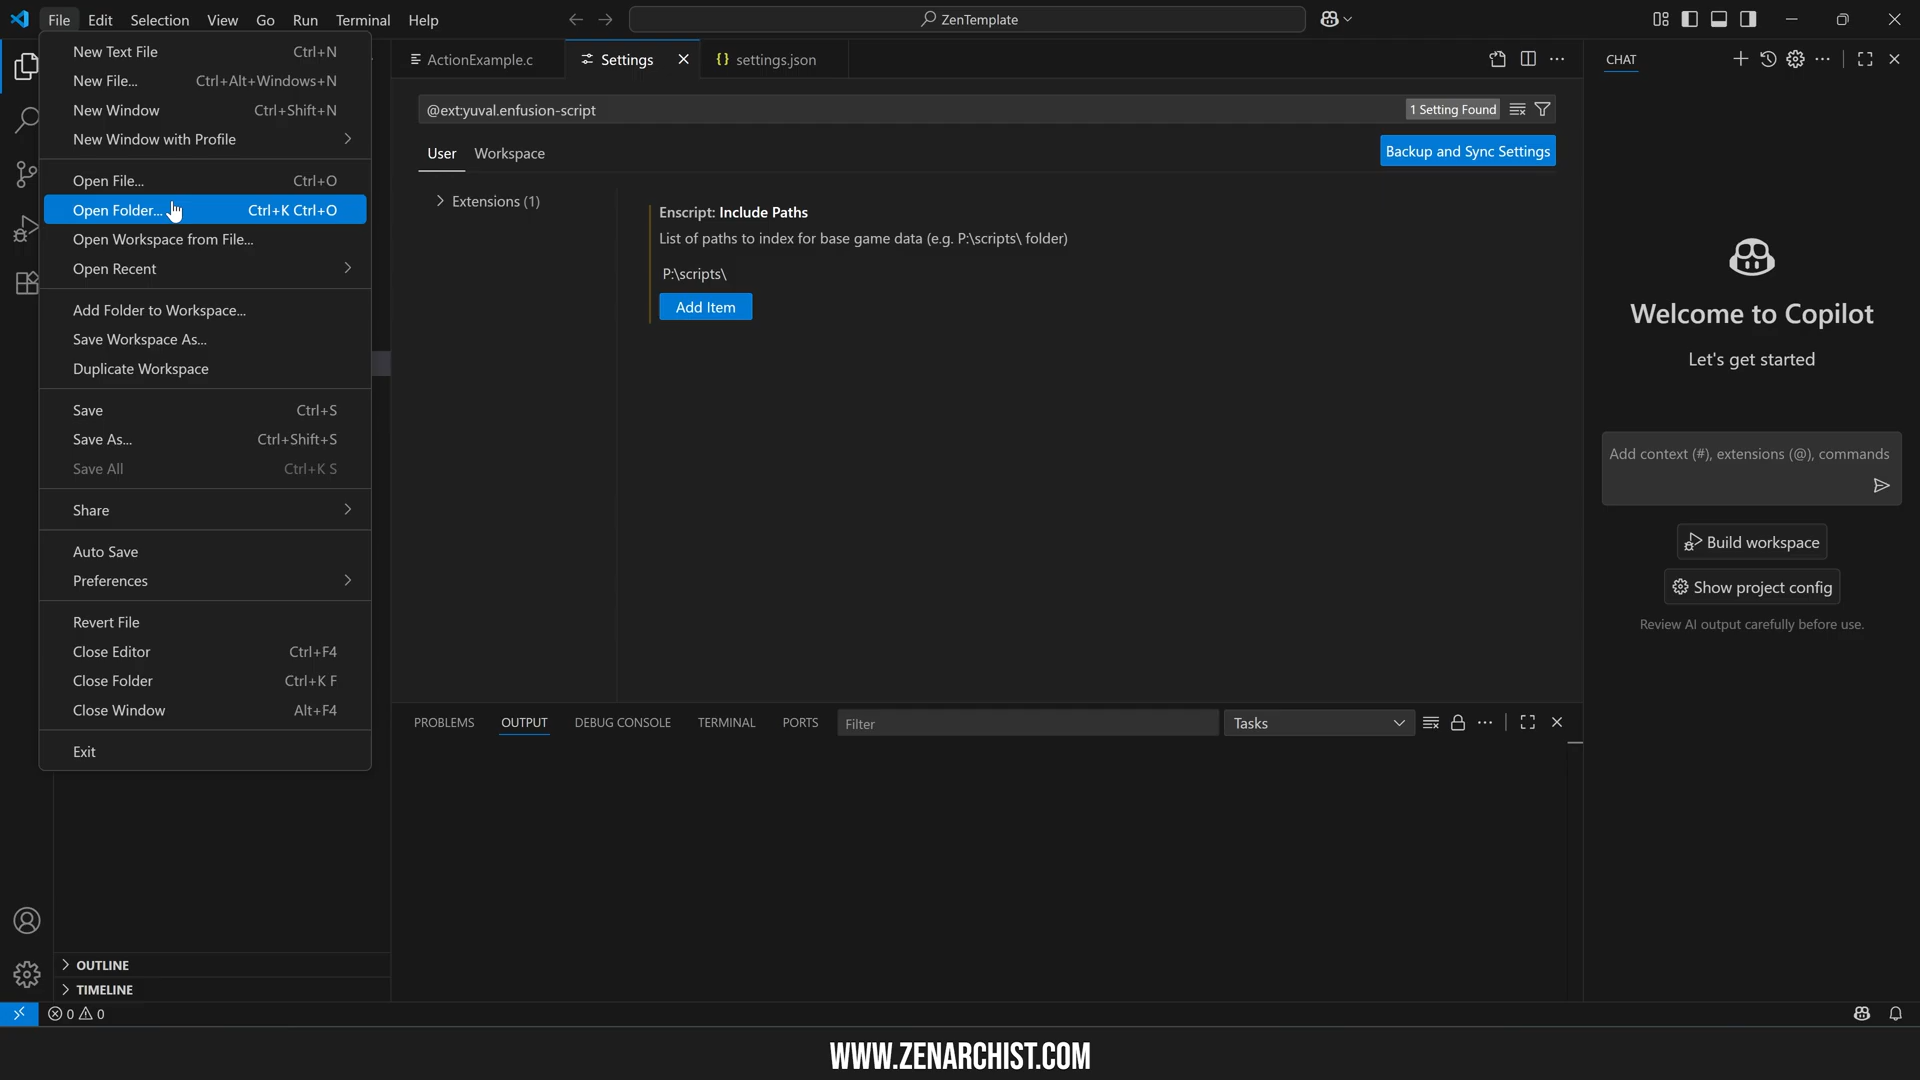 File Edit Selection View Go Run Terminal Help
ZenTemplate
New Text File Ctrl+N
New File... Ctrl+Alt+Windows+N
New Window Ctrl+Shift+N
New Window with Profile
Open File... Ctrl+O
Open Folder... Ctrl+K Ctrl+O
Open Workspace from File...
Open Recent
Add Folder to Workspace...
Save Workspace As...
Duplicate Workspace
Save Ctrl+S
Save As... Ctrl+Shift+S
Save All Ctrl+K S
Share
Auto Save
Preferences
Revert File
Close Editor Ctrl+F4
Close Folder Ctrl+K F
Close Window Alt+F4
Exit
OUTLINE
TIMELINE
ActionExample.c Settings {} settings.json
@ext:yuval.enfusion-script 1 Setting Found
User Workspace Backup and Sync Settings
Extensions (1)
Enscript: Include Paths
List of paths to index for base game data (e.g. P:\scripts\ folder)
P:\scripts\
Add Item
PROBLEMS OUTPUT DEBUG CONSOLE TERMINAL PORTS Filter Tasks
CHAT
Welcome to Copilot
Let's get started
Add context (#), extensions (@), commands
Build workspace
Show project config
Review AI output carefully before use.
0 0
WWW.ZENARCHIST.COM